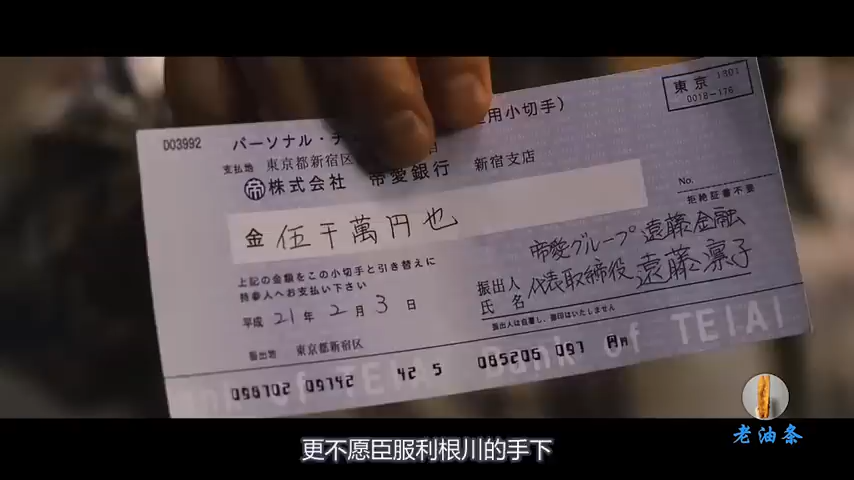 003992
パーソナル・チ
用小切手）
東京 1301
0018-176
支払地 東京都新宿区
株式会社 帝愛銀行 新宿支店
No.
拒絶証書不要
金 伍千萬円也
上記の金額をこの小切手と引き替えに
持参人へお支払い下さい
平成 21 年 2 月 3 日
帝愛グループ 遠藤金融
振出人 代表取締役 遠藤凛子
氏名
振出人は自署し、捺印はいたしません
振出地 東京都新宿区
Bank of TEIAI Bank of TEIAI
098702 09742 42 5 085205 097
老油条
更不愿臣服利根川的手下